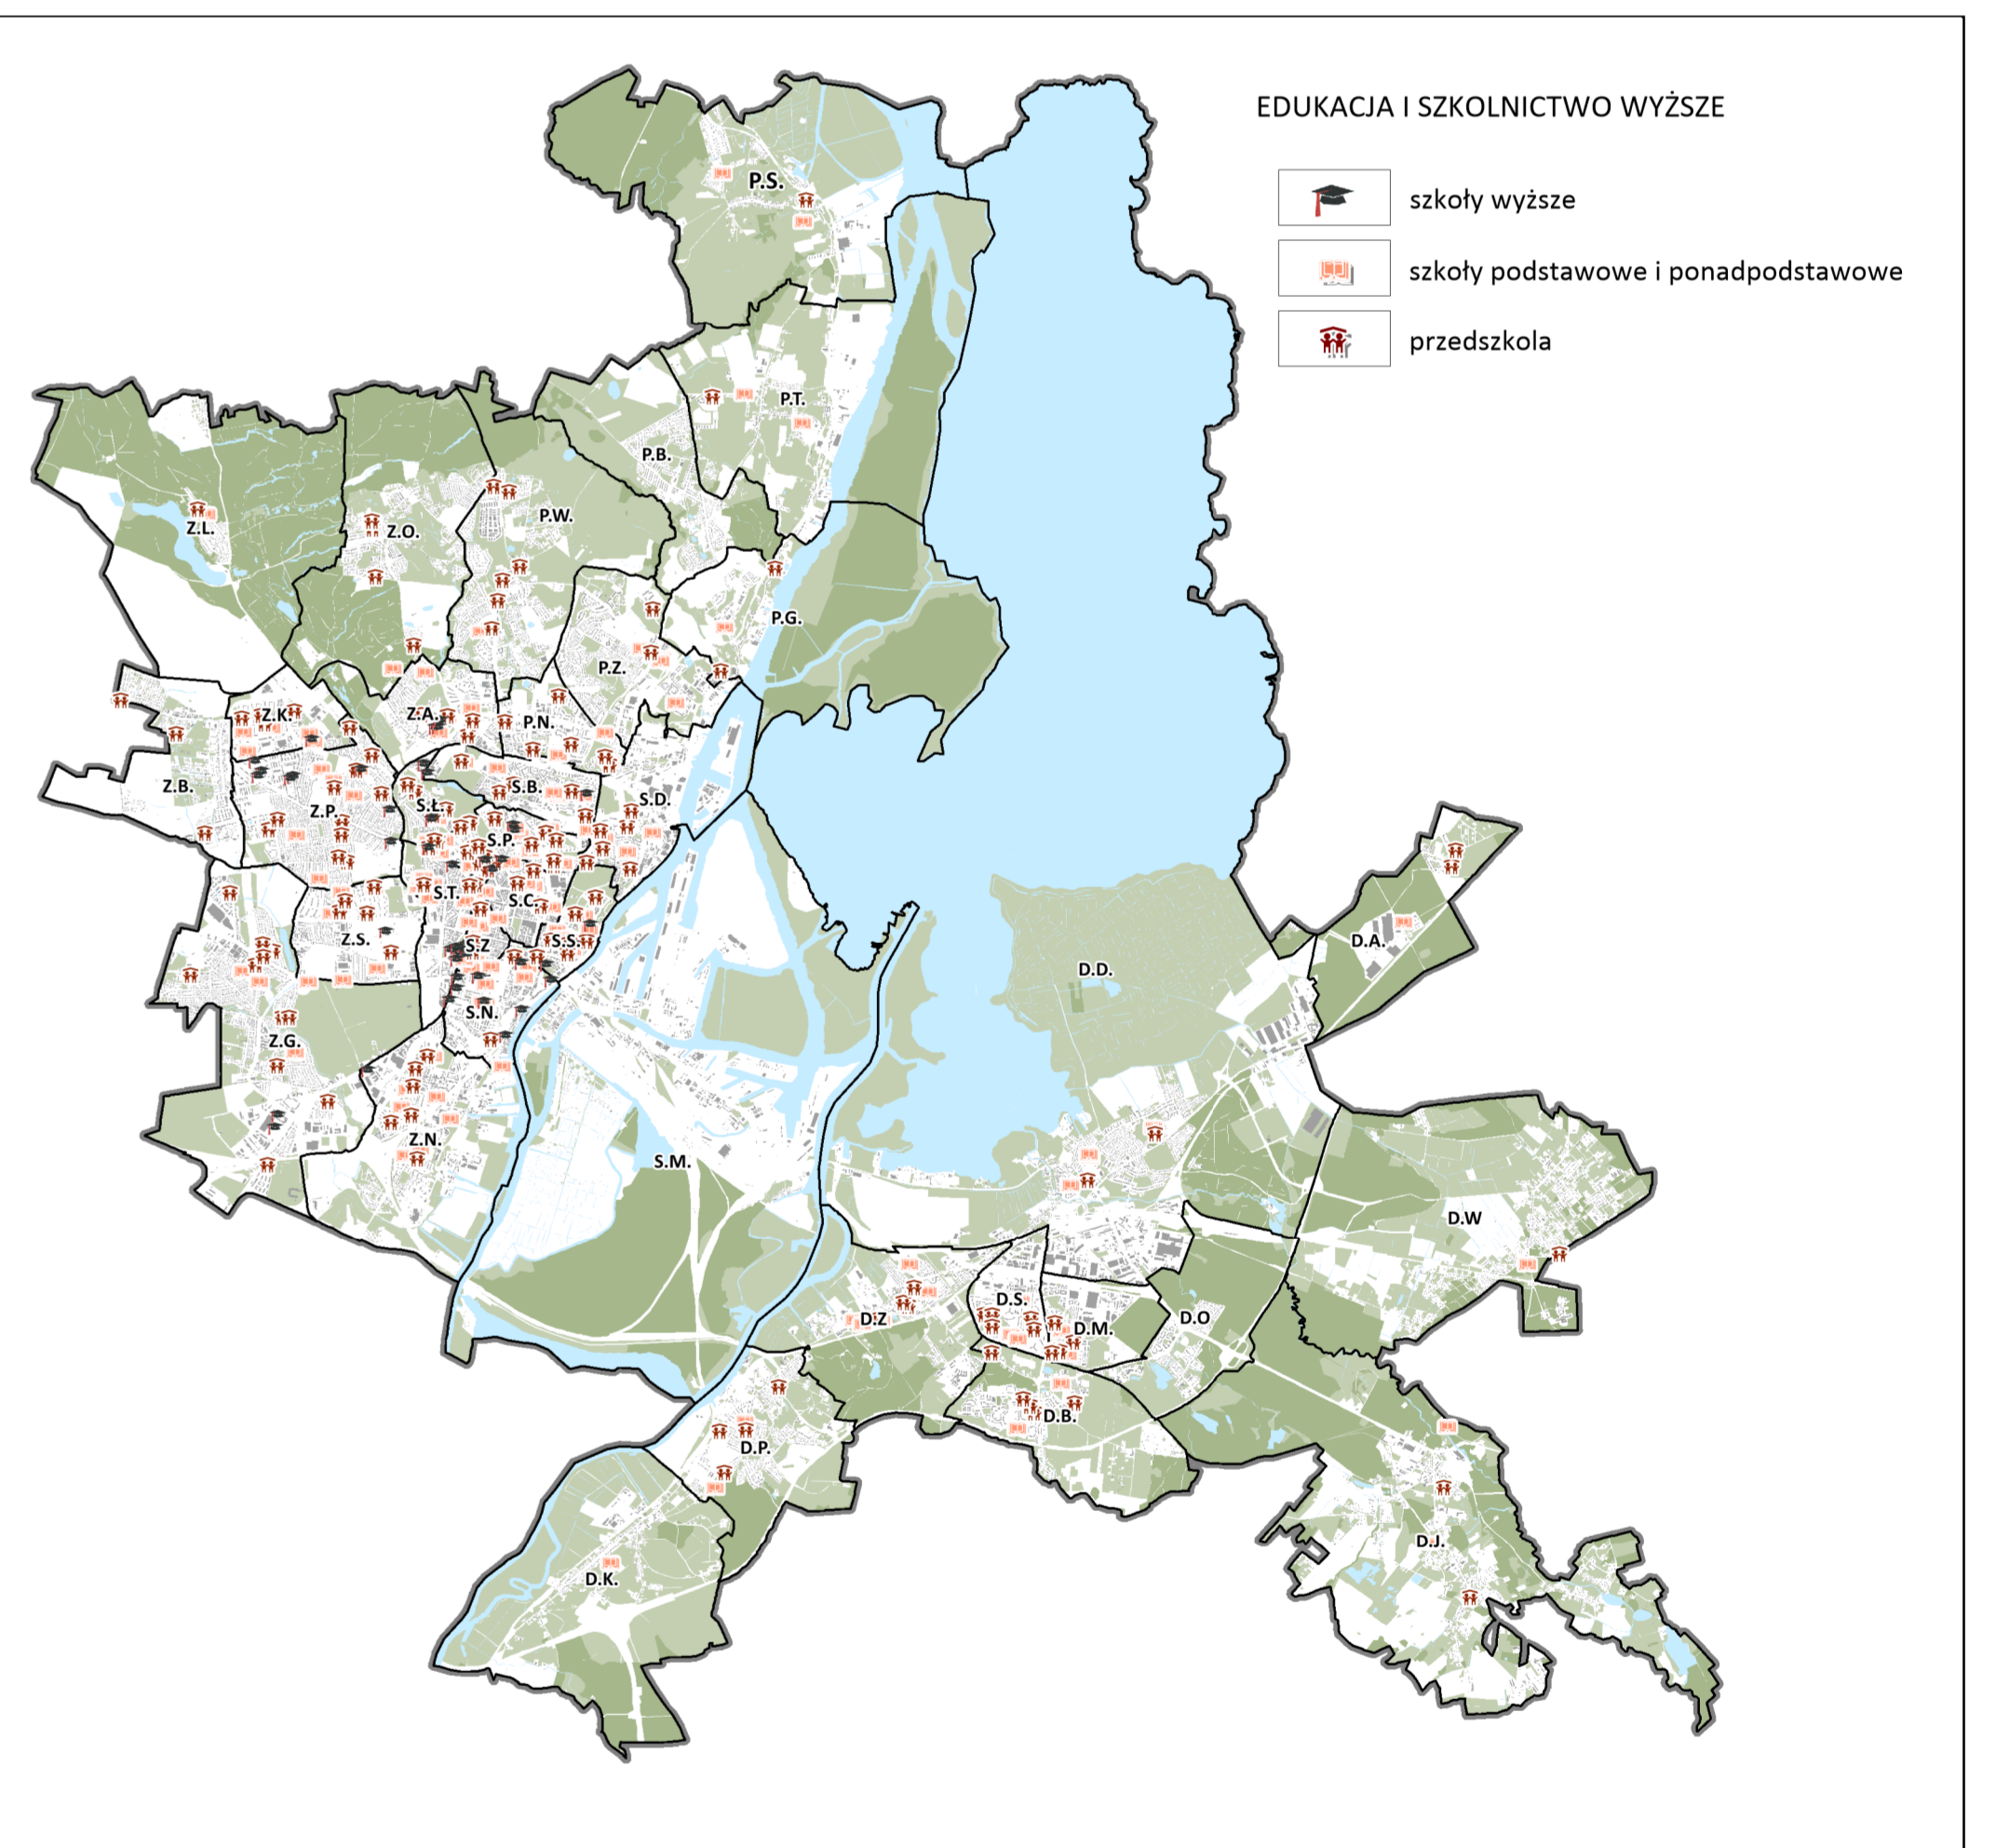 EDUKACJA I SZKOLNICTWO WYŻSZE
szkoły wyższe
szkoły podstawowe i ponadpodstawowe
przedszkola
P.S.
P.T.
P.B.
P.W.
Z.L.
Z.O.
P.G.
P.Z.
Z.K.
Z.A.
P.N.
Z.B.
S.B.
S.D.
S.Ł.
Z.P.
S.P.
S.T.
S.C.
Z.S.
S.Z
S.S.
D.A.
D.D.
S.N.
Z.G.
Z.N.
S.M.
D.W
D.S.
D.Z
D.M.
D.O
D.B.
D.P.
D.J.
D.K.